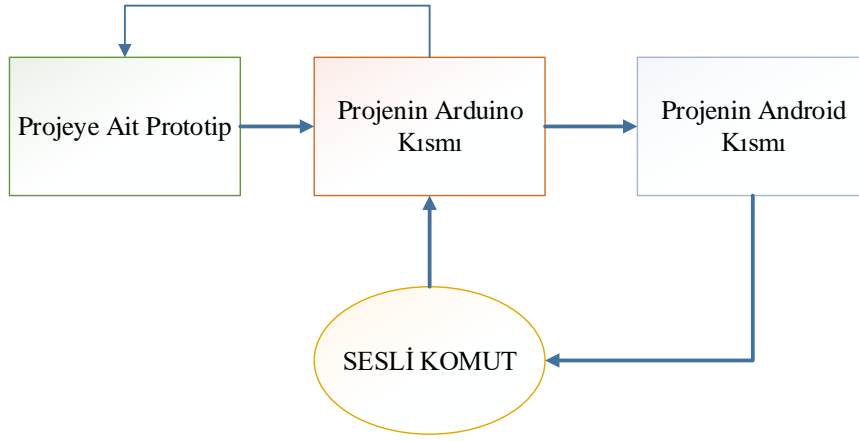 Projeye Ait Prototip
Projenin Arduino
Kısmı
Projenin Android
Kısmı
SESLİ KOMUT